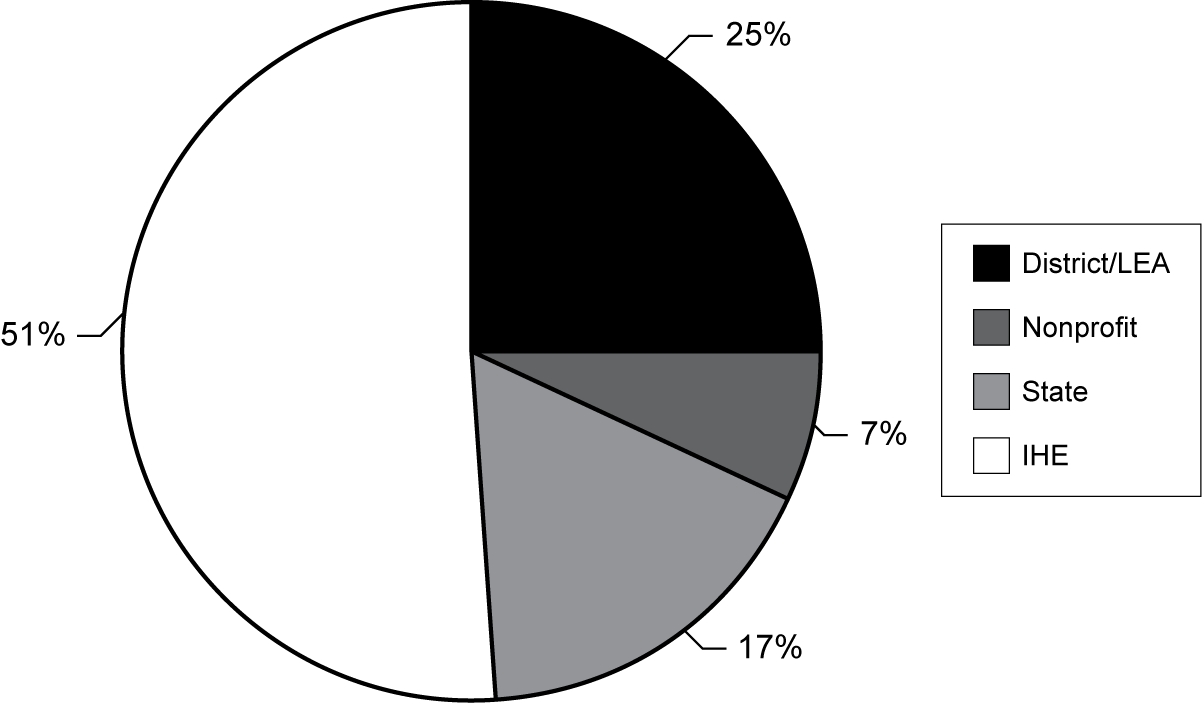 25%
51%
7%
17%
District/LEA
Nonprofit
State
IHE